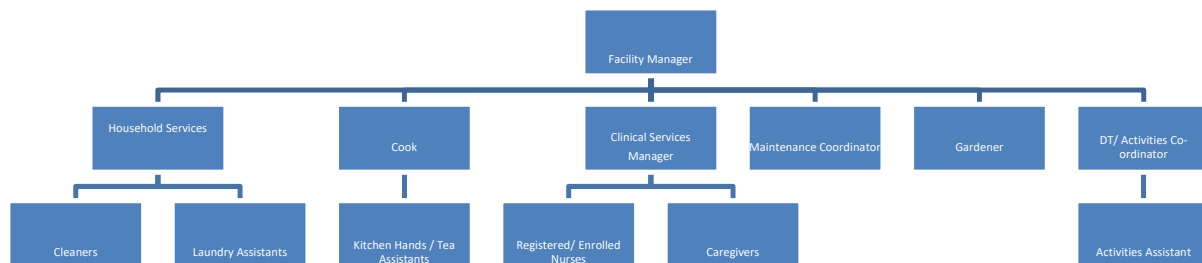 Facility Manager
Household Services
Cook
Clinical Services
Manager
Maintenance Coordinator
Gardener
DT/ Activities Co-
ordinator
Cleaners
Laundry Assistants
Kitchen Hands / Tea
Assistants
Registered/ Enrolled
Nurses
Caregivers
Activities Assistant